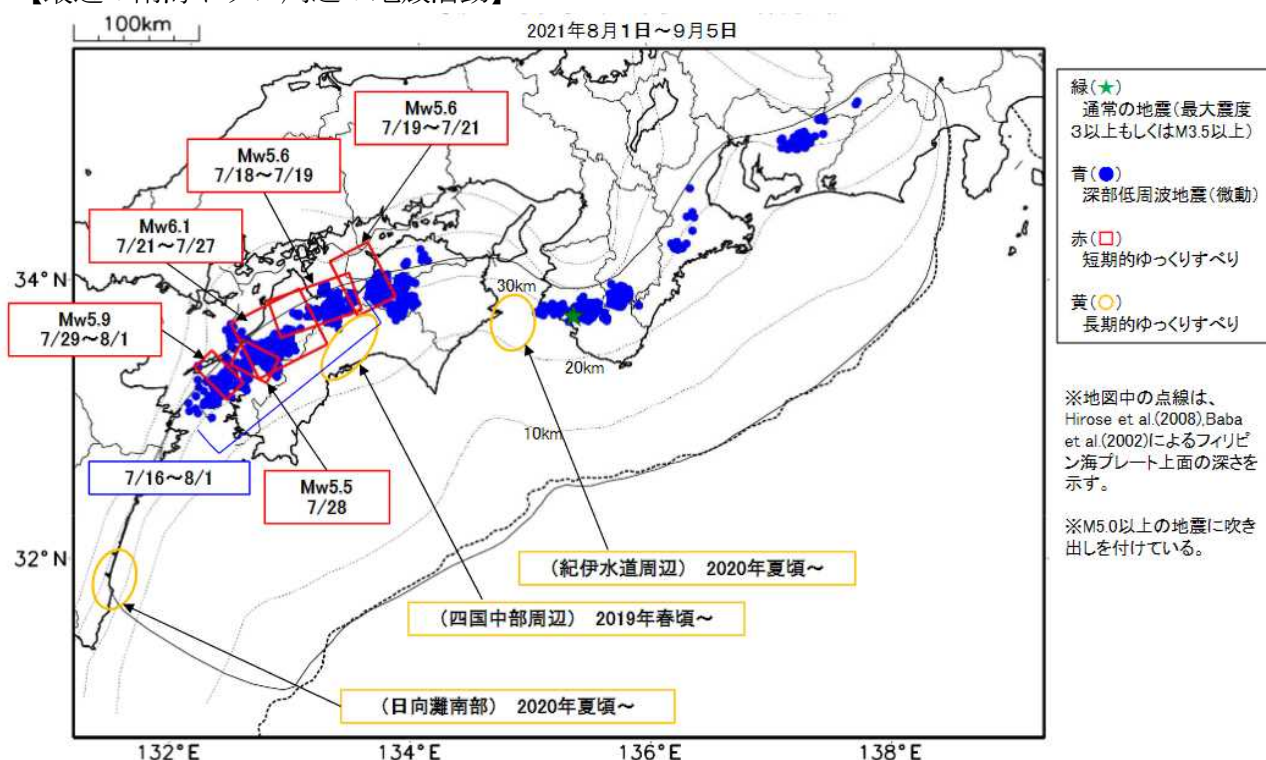 100km
2021年8月1日～9月5日
Mw5.6
7/19～7/21
Mw5.6
7/18～7/19
Mw6.1
7/21～7/27
Mw5.9
7/29～8/1
7/16～8/1
Mw5.5
7/28
34°N
32°N
30km
20km
10km
(紀伊水道周辺) 2020年夏頃～
(四国中部周辺) 2019年春頃～
(日向灘南部) 2020年夏頃～
132°E
134°E
136°E
138°E
緑(★)
通常の地震(最大震度
3以上もしくはM3.5以上)
青(●)
深部低周波地震(微動)
赤(□)
短期的ゆっくりすべり
黄(○)
長期的ゆっくりすべり
※地図中の点線は、
Hirose et al.(2008),Baba
et al.(2002)によるフィリピ
ン海プレート上面の深さを
示す。
※M5.0以上の地震に吹き
出しを付けている。